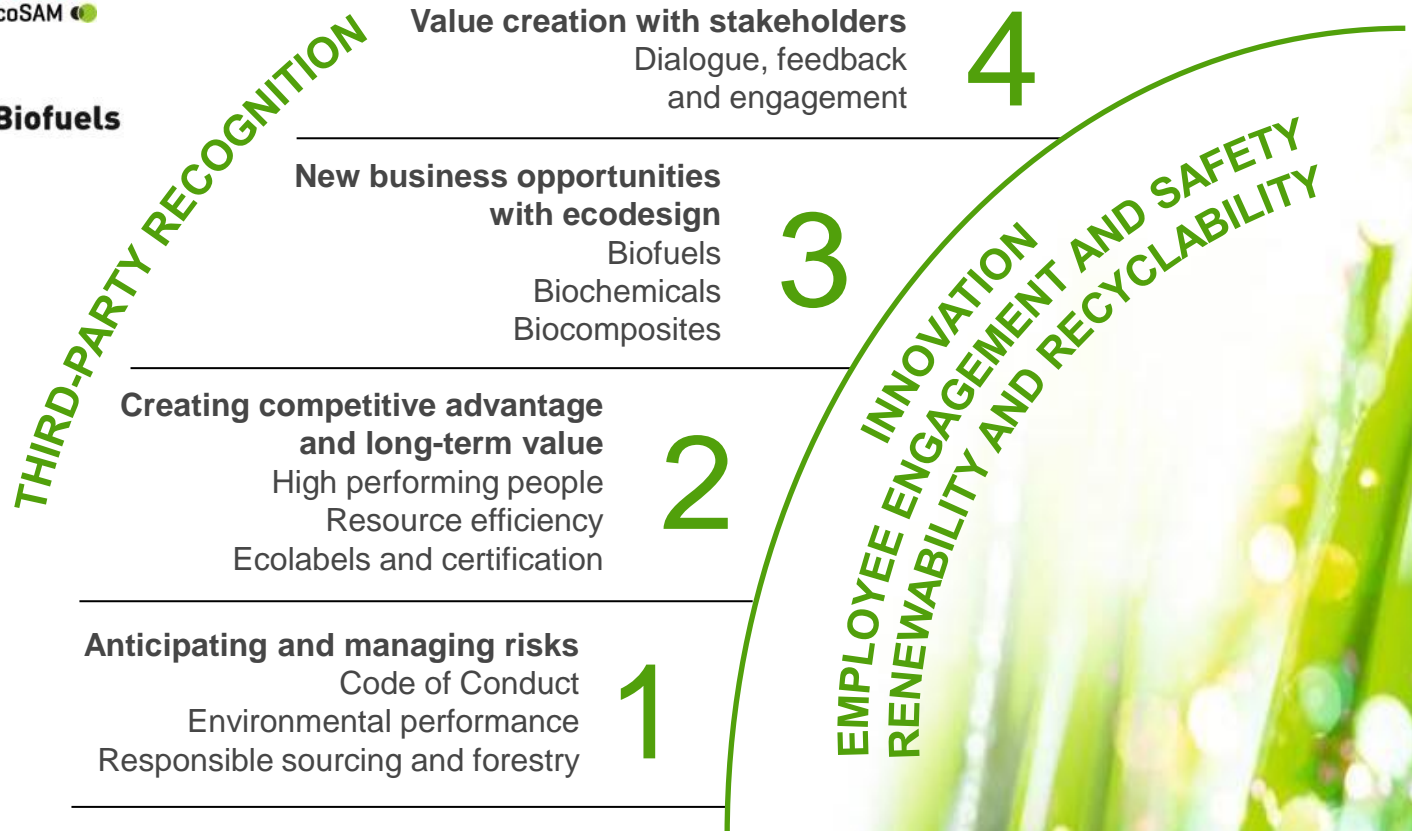 coSAM
Biofuels
THIRD-PARTY RECOGNITION
Value creation with stakeholders
Dialogue, feedback
and engagement
4
New business opportunities
with ecodesign
Biofuels
Biochemicals
Biocomposites
3
Creating competitive advantage
and long-term value
High performing people
Resource efficiency
Ecolabels and certification
2
Anticipating and managing risks
Code of Conduct
Environmental performance
Responsible sourcing and forestry
1
INNOVATION
EMPLOYEE ENGAGEMENT AND SAFETY
RENEWABILITY AND RECYCLABILITY